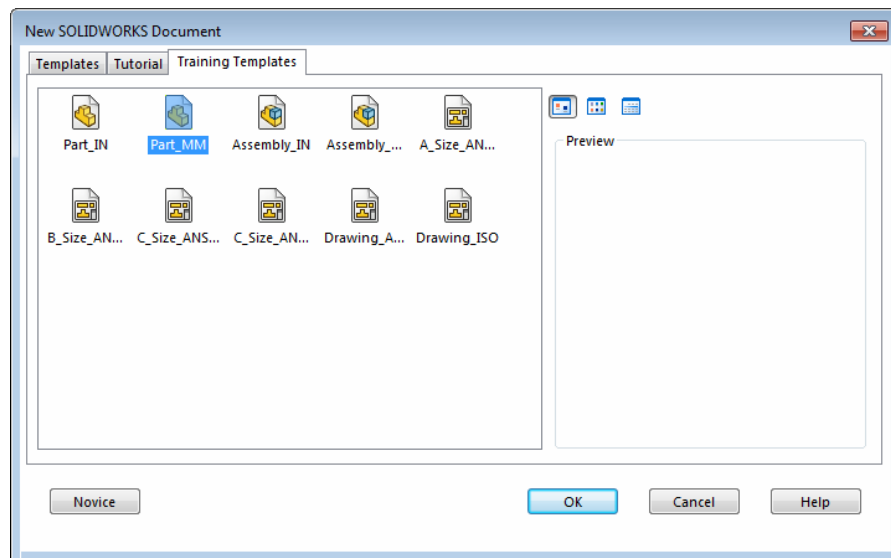 New SOLIDWORKS Document
Templates Tutorial Training Templates
Part_IN Part_MM Assembly_IN Assembly_... A_Size_AN...
Preview
B_Size_AN... C_Size_ANS... C_Size_AN... Drawing_A... Drawing_ISO
Novice OK Cancel Help